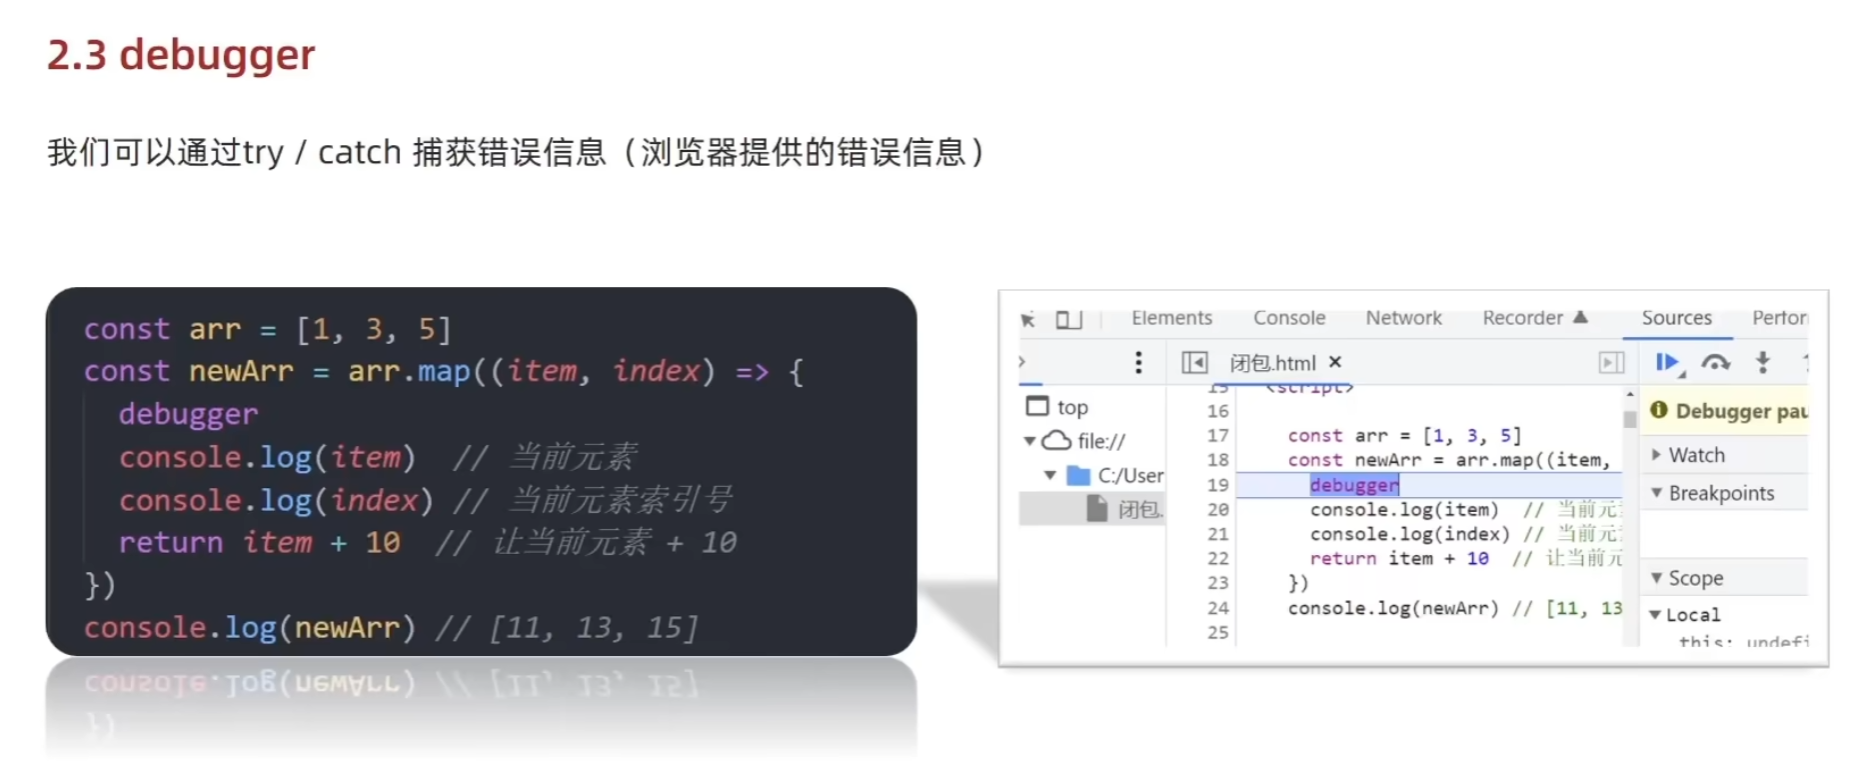 2.3 debugger
我们可以通过try / catch 捕获错误信息（浏览器提供的错误信息）
const arr = [1, 3, 5]
const newArr = arr.map((item, index) => {
debugger
console.log(item) // 当前元素
console.log(index) // 当前元素索引号
return item + 10 // 让当前元素 + 10
})
console.log(newArr) // [11, 13, 15]
Elements Console Network Recorder Sources Perfor
闭包.html
top
file://
C:/User
闭包.
15 <script>
16
17 const arr = [1, 3, 5]
18 const newArr = arr.map((item,
19 debugger
20 console.log(item) // 当前元
21 console.log(index) // 当前元
22 return item + 10 // 让当前元
23 })
24 console.log(newArr) // [11, 13
25
Debugger pau
Watch
Breakpoints
Scope
Local
this: undefi